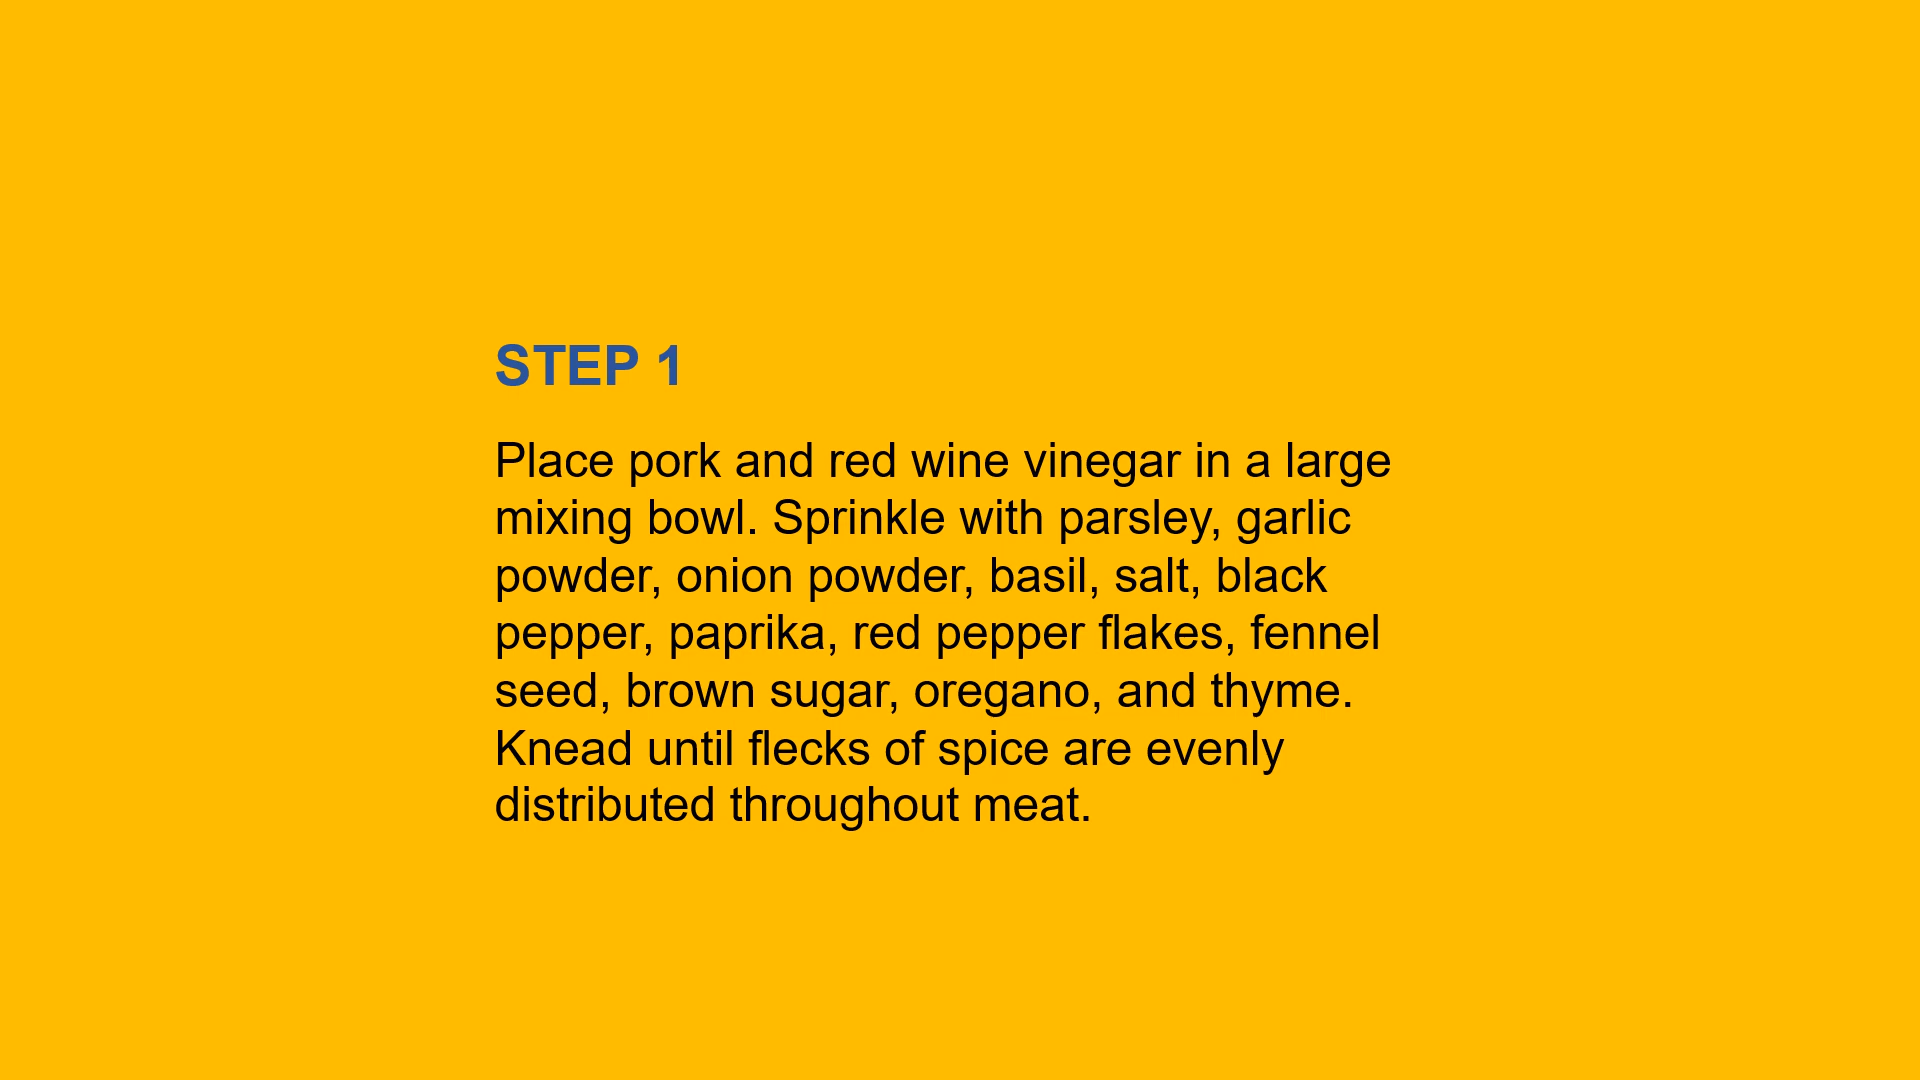 STEP 1
Place pork and red wine vinegar in a large
mixing bowl. Sprinkle with parsley, garlic
powder, onion powder, basil, salt, black
pepper, paprika, red pepper flakes, fennel
seed, brown sugar, oregano, and thyme.
Knead until flecks of spice are evenly
distributed throughout meat.